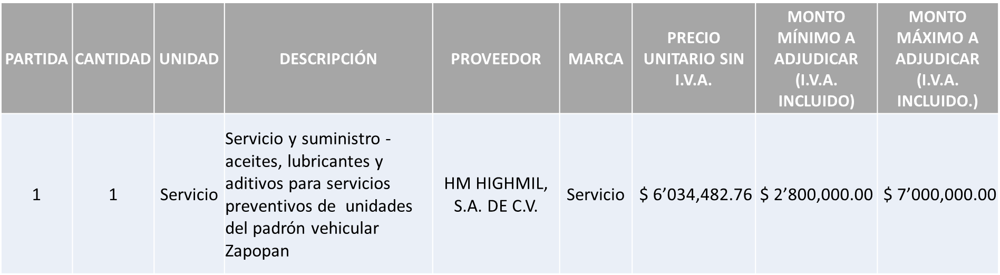 PARTIDA
CANTIDAD
UNIDAD
DESCRIPCIÓN
PROVEEDOR
MARCA
PRECIO
UNITARIO SIN
I.V.A.
MONTO
MÍNIMO A
ADJUDICAR
(I.V.A.
INCLUIDO)
MONTO
MÁXIMO A
ADJUDICAR
(I.V.A.
INCLUIDO.)
1
1
Servicio
Servicio y suministro -
aceites, lubricantes y
aditivos para servicios
preventivos de  unidades
del padrón vehicular
Zapopan
HM HIGHMIL,
S.A. DE C.V.
Servicio
$ 6’034,482.76
$ 2’800,000.00
$ 7’000,000.00